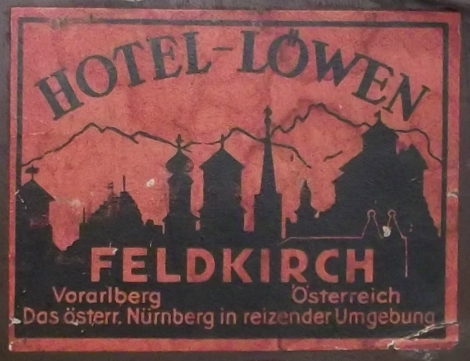 HOTEL-LÖWEN
FELDKIRCH
Vorarlberg Österreich
Das österr. Nürnberg in reizender Umgebung